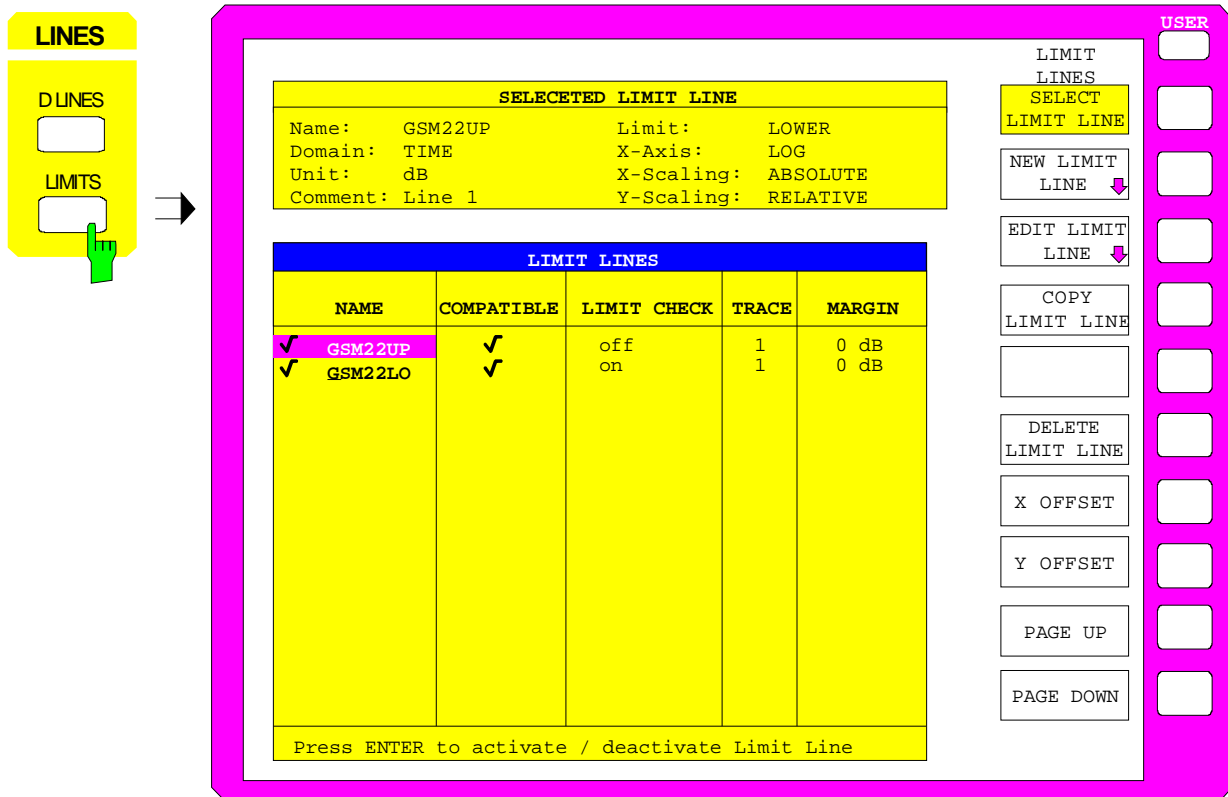 LINES
D LINES
LIMITS
USER
SELECETED LIMIT LINE
Name: GSM22UP Limit: LOWER
Domain: TIME X-Axis: LOG
Unit: dB X-Scaling: ABSOLUTE
Comment: Line 1 Y-Scaling: RELATIVE
LIMIT LINES
NAME COMPATIBLE LIMIT CHECK TRACE MARGIN
√ GSM22UP √ off 1 0 dB
√ GSM22LO √ on 1 0 dB
Press ENTER to activate / deactivate Limit Line
LIMIT
LINES
SELECT
LIMIT LINE
NEW LIMIT
LINE
EDIT LIMIT
LINE
COPY
LIMIT LINE
DELETE
LIMIT LINE
X OFFSET
Y OFFSET
PAGE UP
PAGE DOWN